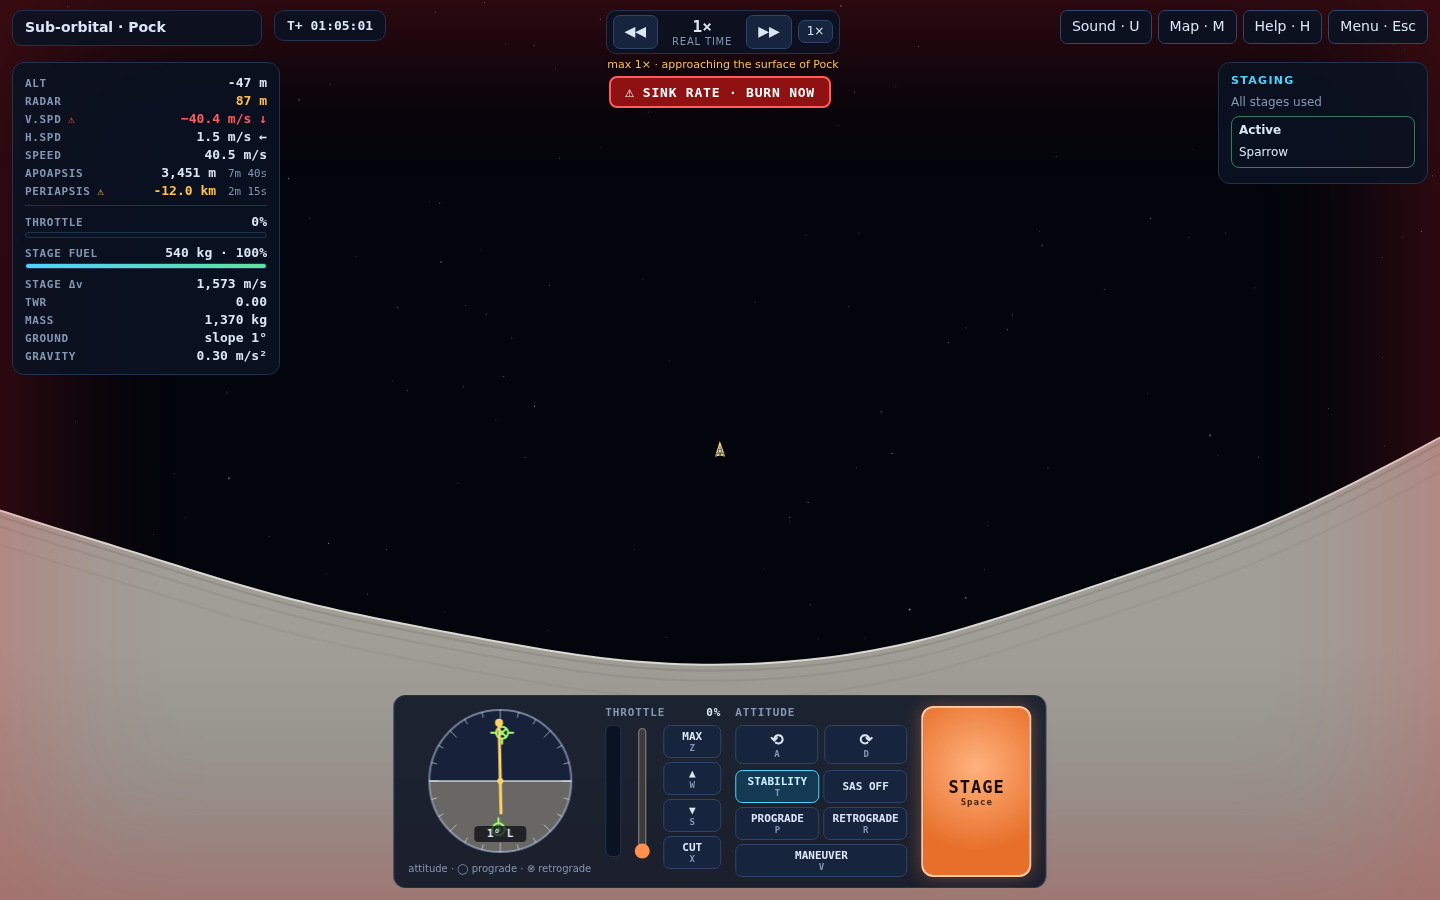 Sub-orbital · Pock
T+ 01:05:01
◀◀ 1× REAL TIME ▶▶ 1×
max 1× · approaching the surface of Pock
⚠ SINK RATE · BURN NOW
Sound · U
Map · M
Help · H
Menu · Esc
ALT -47 m
RADAR 87 m
V.SPD ⚠ −40.4 m/s ↓
H.SPD 1.5 m/s ←
SPEED 40.5 m/s
APOAPSIS 3,451 m 7m 40s
PERIAPSIS ⚠ -12.0 km 2m 15s
THROTTLE 0%
STAGE FUEL 540 kg · 100%
STAGE Δv 1,573 m/s
TWR 0.00
MASS 1,370 kg
GROUND slope 1°
GRAVITY 0.30 m/s²
STAGING
All stages used
Active
Sparrow
1° L
attitude · ◯ prograde · ⊗ retrograde
THROTTLE 0%
MAX
Z
▲
W
▼
S
CUT
X
ATTITUDE
⟲
A
⟳
D
STABILITY
T
SAS OFF
PROGRADE
P
RETROGRADE
R
MANEUVER
V
STAGE
Space